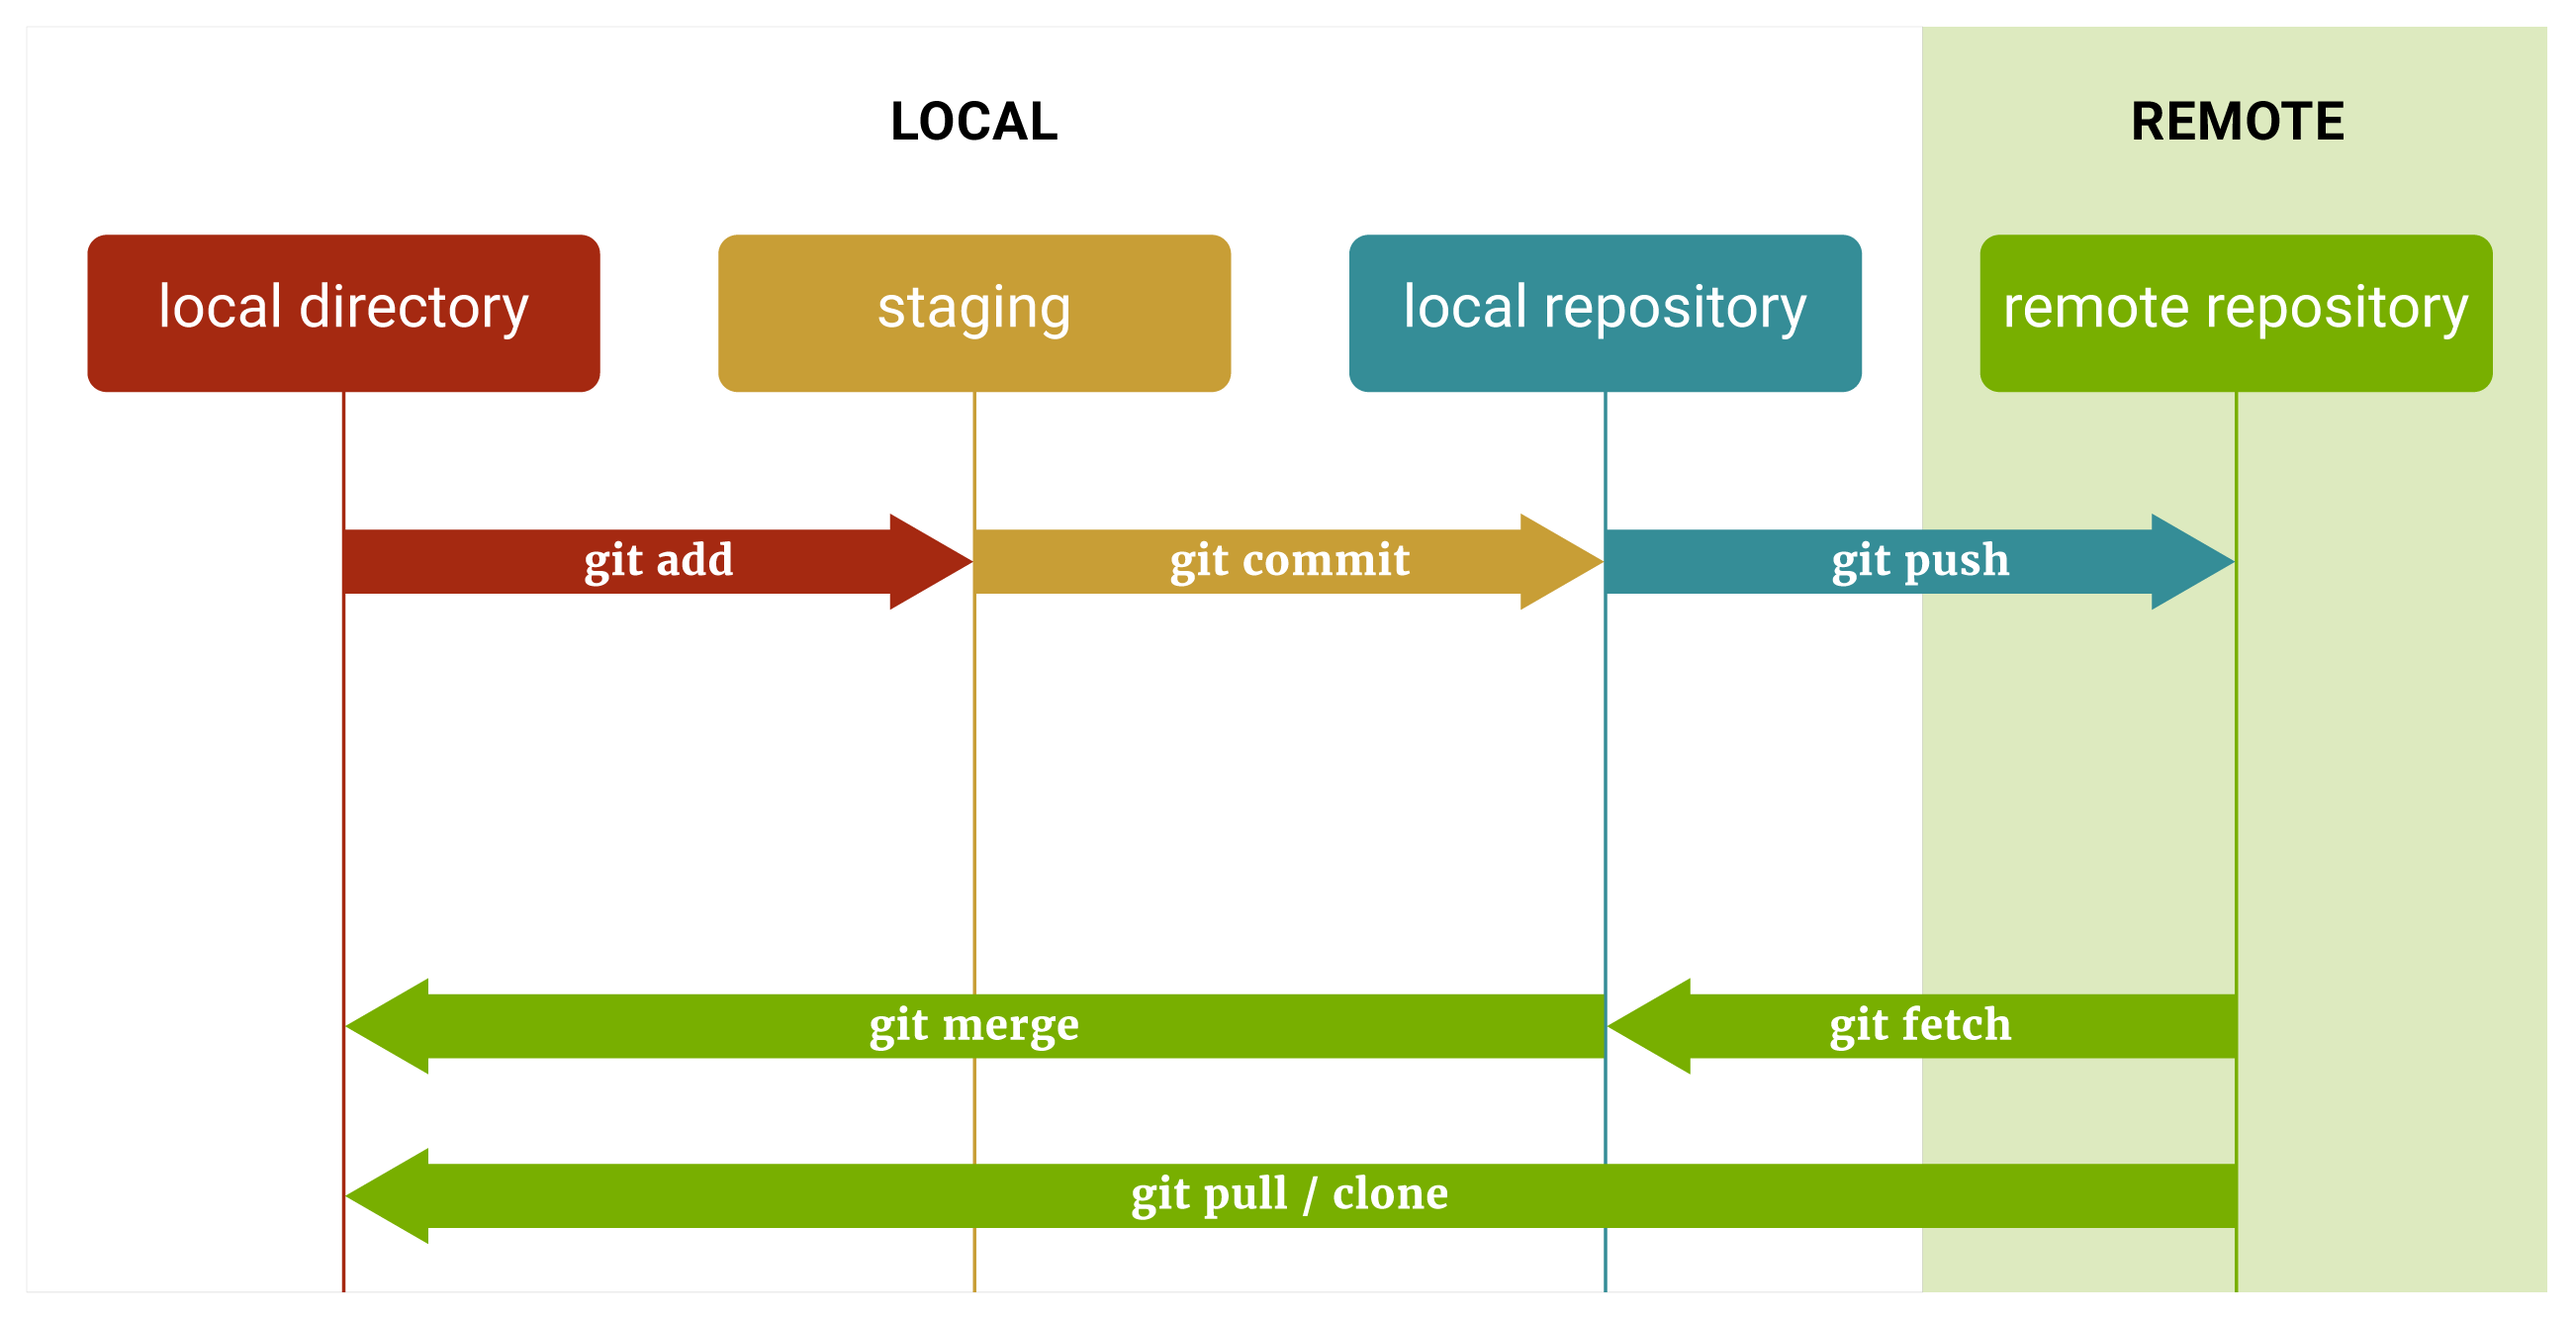 LOCAL
REMOTE
local directory
staging
local repository
remote repository
git add
git commit
git push
git merge
git fetch
git pull / clone